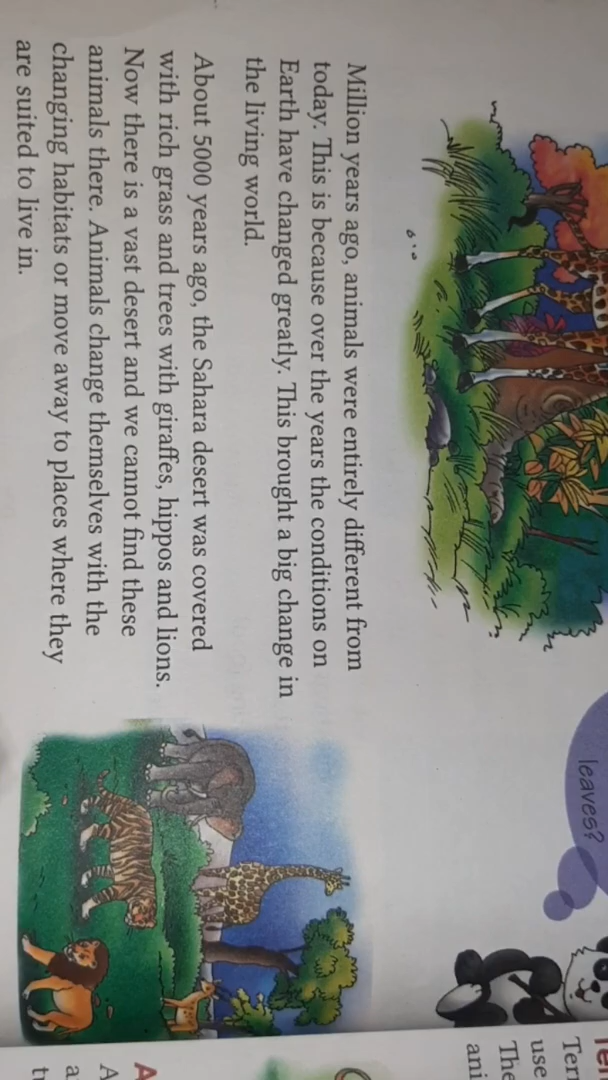 leaves?
Million years ago, animals were entirely different from
today. This is because over the years the conditions on
Earth have changed greatly. This brought a big change in
the living world.
About 5000 years ago, the Sahara desert was covered
with rich grass and trees with giraffes, hippos and lions.
Now there is a vast desert and we cannot find these
animals there. Animals change themselves with the
changing habitats or move away to places where they
are suited to live in.
use
The
ani
A